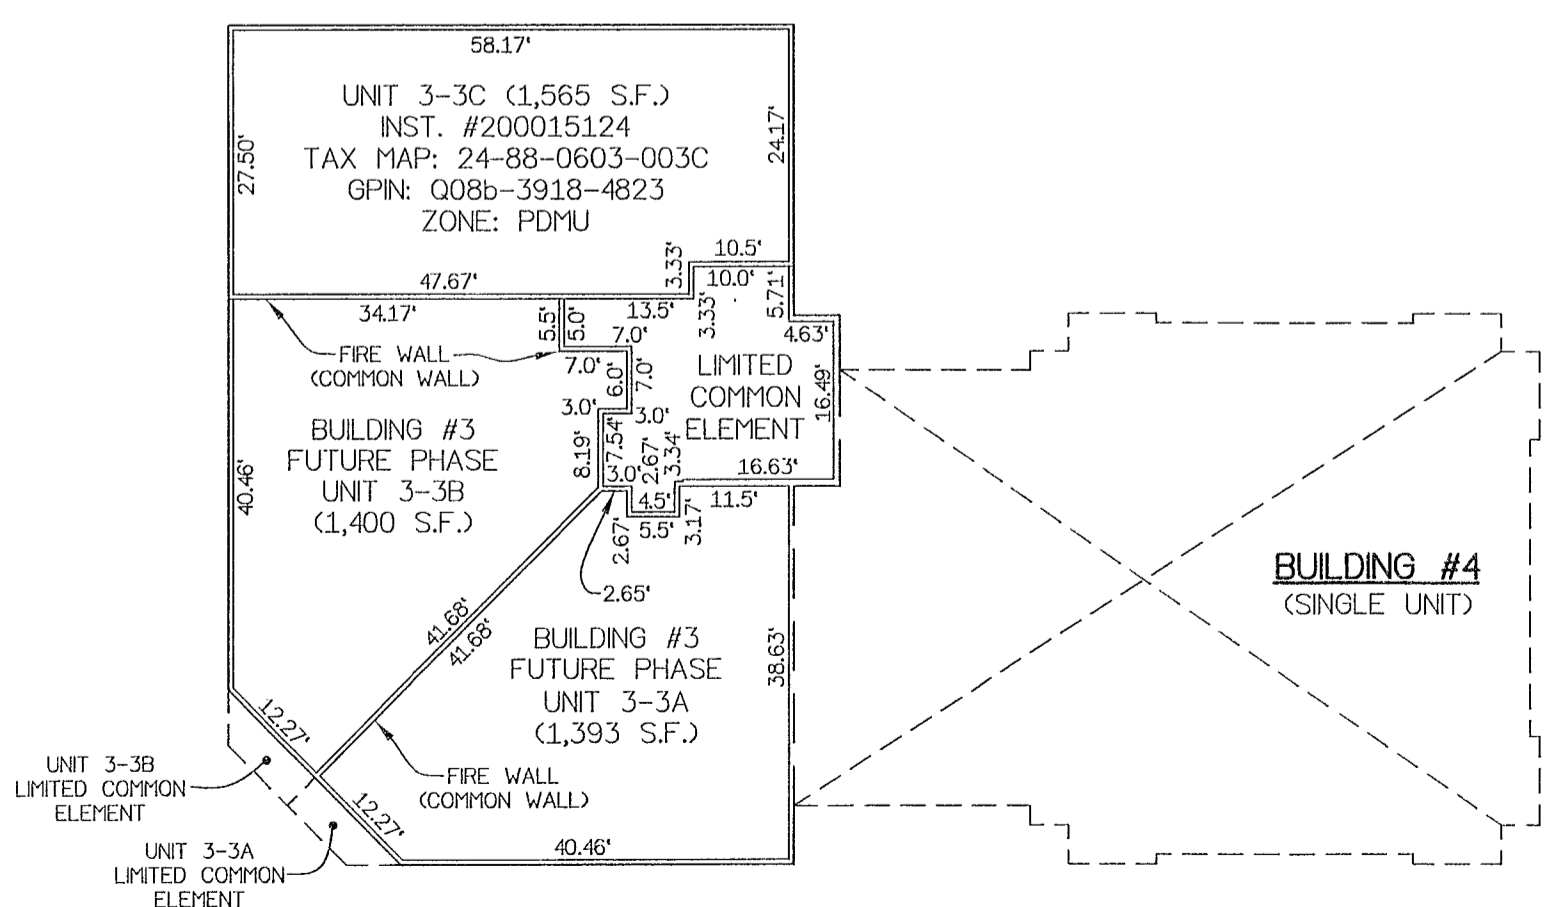 58.17'
UNIT 3-3C (1,565 S.F.)
INST. #200015124
TAX MAP: 24-88-0603-003C
GPIN: Q08b-3918-4823
ZONE: PDMU
27.50'
24.17'
10.5'
3.33'
47.67'
10.0'
5.71'
34.17'
5.5'
5.0'
13.5'
3.33'
7.0'
4.63'
FIRE WALL
(COMMON WALL)
7.0'
6.0'
7.0'
LIMITED
COMMON
ELEMENT
16.49'
3.0'
3.0'
BUILDING #3
FUTURE PHASE
UNIT 3-3B
(1,400 S.F.)
40.46'
8.19'
7.54'
3.0'
2.67'
3.34'
16.63'
4.5'
11.5'
5.5'
2.67'
3.17'
2.65'
41.68'
41.68'
BUILDING #3
FUTURE PHASE
UNIT 3-3A
(1,393 S.F.)
38.63'
BUILDING #4
(SINGLE UNIT)
12.27'
UNIT 3-3B
LIMITED COMMON
ELEMENT
FIRE WALL
(COMMON WALL)
12.27'
40.46'
UNIT 3-3A
LIMITED COMMON
ELEMENT